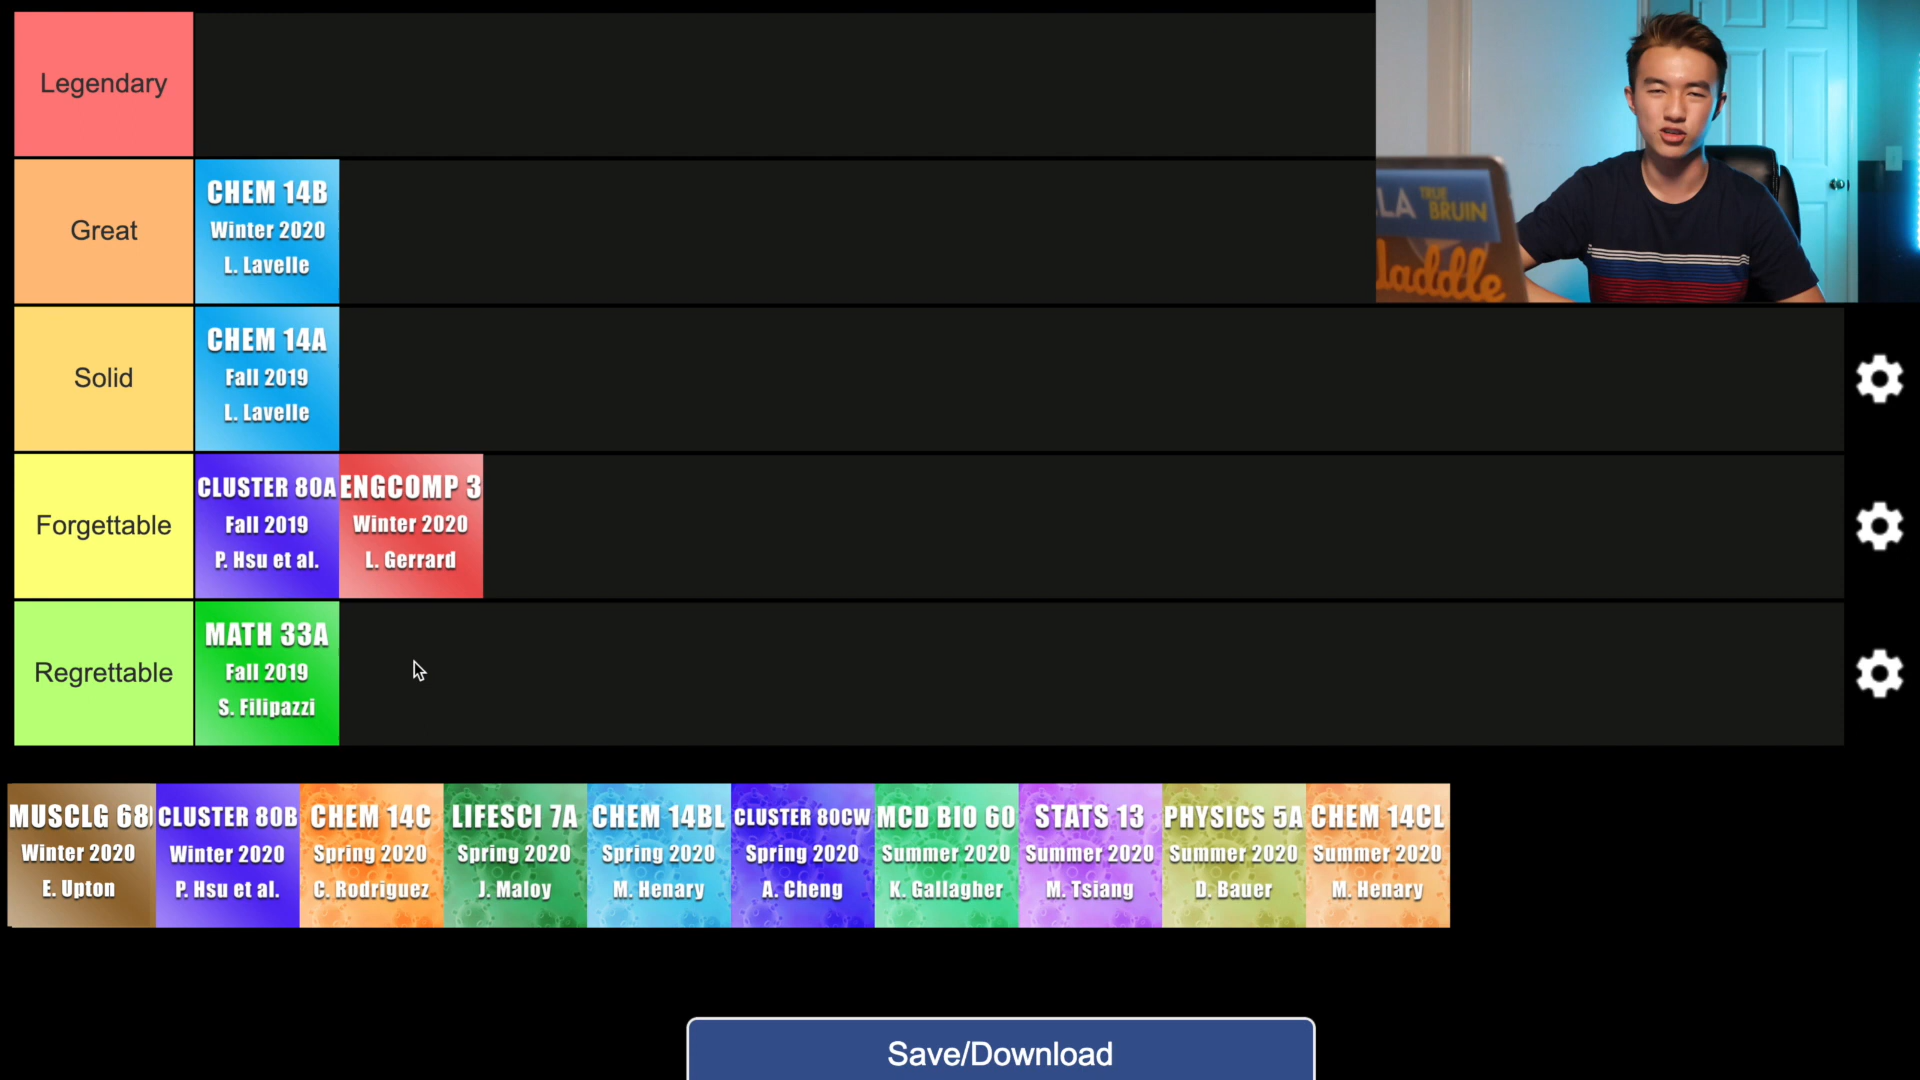 Legendary
Great
CHEM 14B
Winter 2020
L. Lavelle
Solid
CHEM 14A
Fall 2019
L. Lavelle
Forgettable
CLUSTER 80A
Fall 2019
P. Hsu et al.
ENGCOMP 3
Winter 2020
L. Gerrard
Regrettable
MATH 33A
Fall 2019
S. Filipazzi
MUSCLG 68
Winter 2020
E. Upton
CLUSTER 80B
Winter 2020
P. Hsu et al.
CHEM 14C
Spring 2020
C. Rodriguez
LIFESCI 7A
Spring 2020
J. Maloy
CHEM 14BL
Spring 2020
M. Henary
CLUSTER 80CW
Spring 2020
A. Cheng
MCD BIO 60
Summer 2020
K. Gallagher
STATS 13
Summer 2020
M. Tsiang
PHYSICS 5A
Summer 2020
D. Bauer
CHEM 14CL
Summer 2020
M. Henary
Save/Download
LA TRUE
BRUIN
laddle